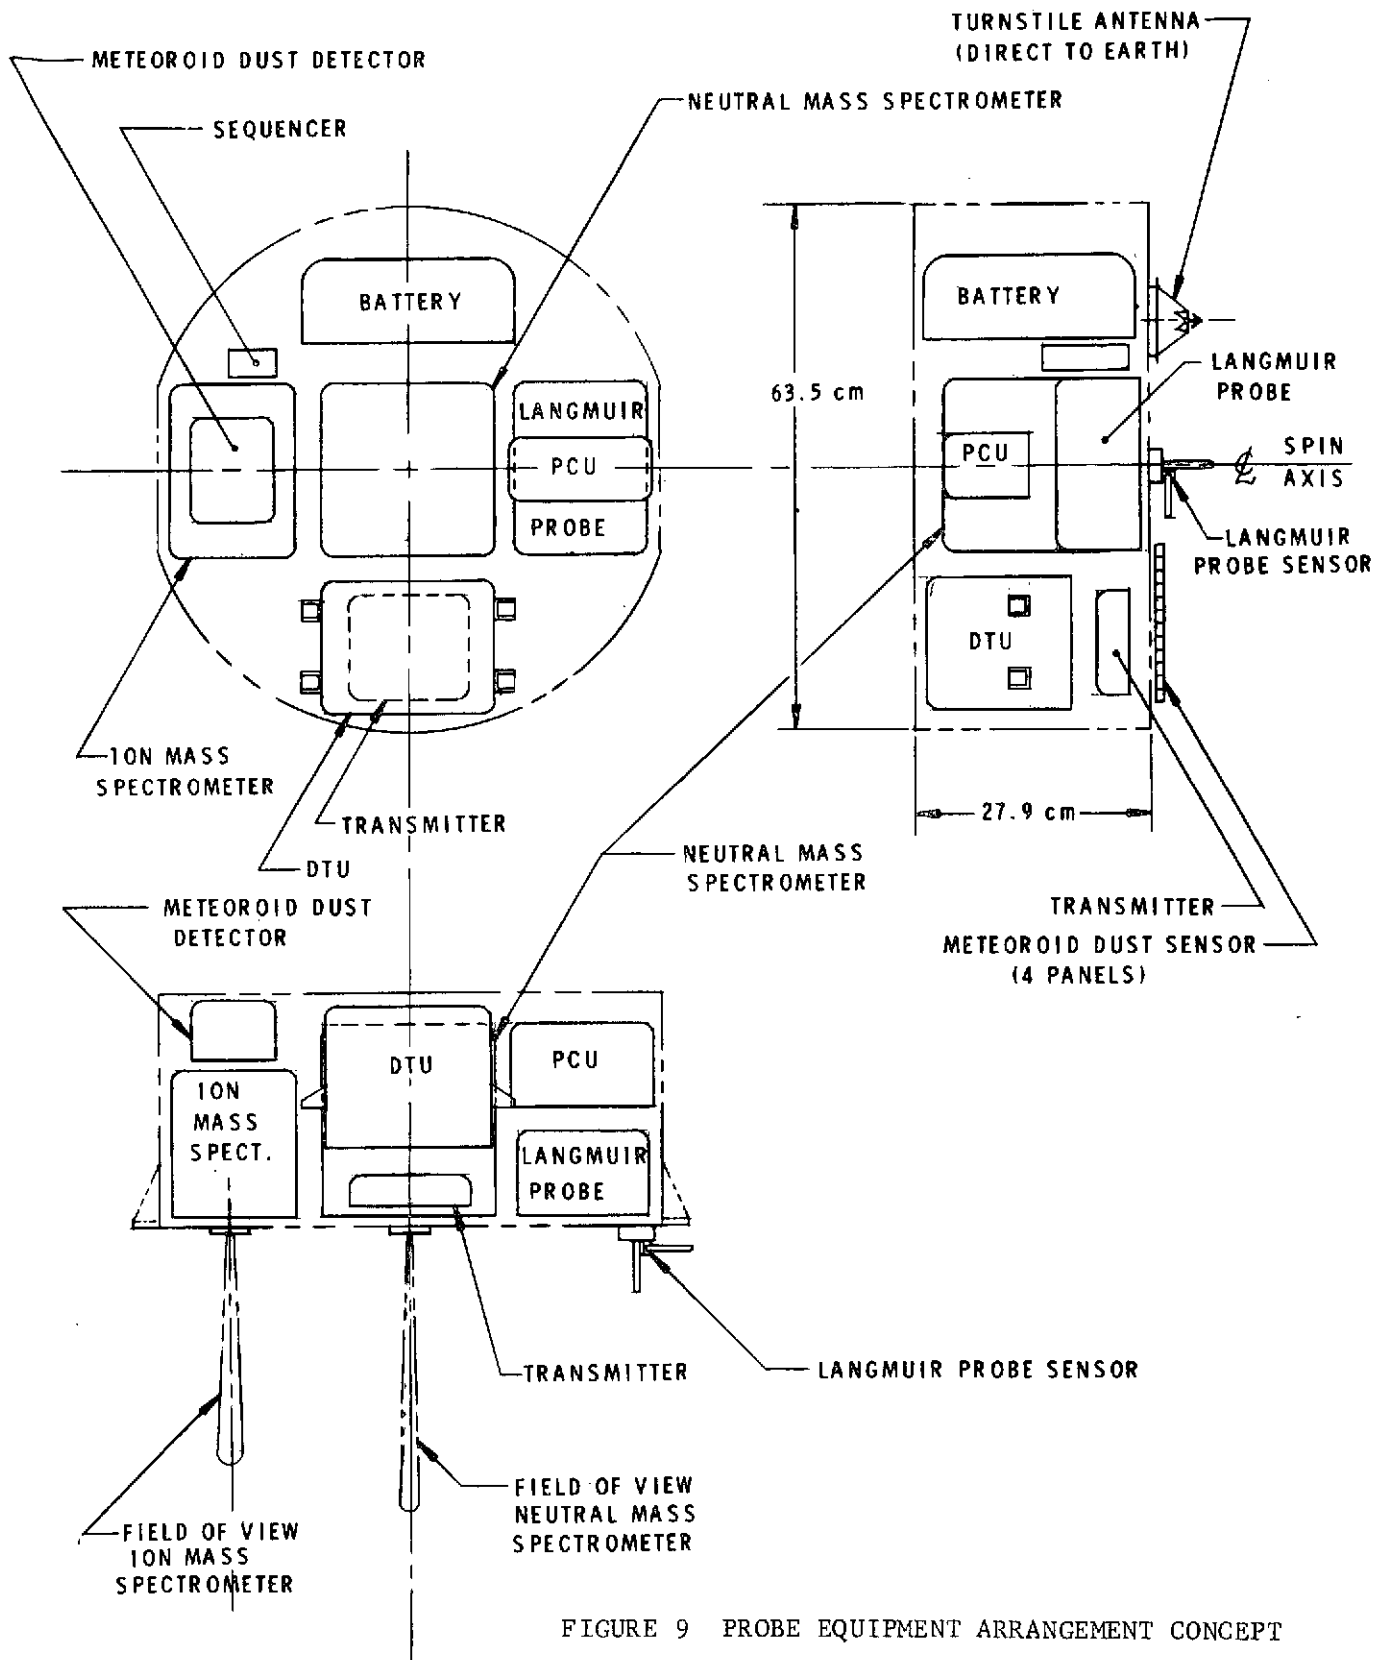 TURNSTILE ANTENNA
(DIRECT TO EARTH)
METEOROID DUST DETECTOR
NEUTRAL MASS SPECTROMETER
SEQUENCER
BATTERY
LANGMUIR
PCU
PROBE
ION MASS
SPECTROMETER
TRANSMITTER
DTU
BATTERY
63.5 cm
PCU
LANGMUIR
PROBE
SPIN
AXIS
LANGMUIR
PROBE SENSOR
DTU
27.9 cm
NEUTRAL MASS
SPECTROMETER
TRANSMITTER
METEOROID DUST SENSOR
(4 PANELS)
METEOROID DUST
DETECTOR
DTU
PCU
ION
MASS
SPECT.
LANGMUIR
PROBE
TRANSMITTER
LANGMUIR PROBE SENSOR
FIELD OF VIEW
NEUTRAL MASS
SPECTROMETER
FIELD OF VIEW
ION MASS
SPECTROMETER
FIGURE 9 PROBE EQUIPMENT ARRANGEMENT CONCEPT